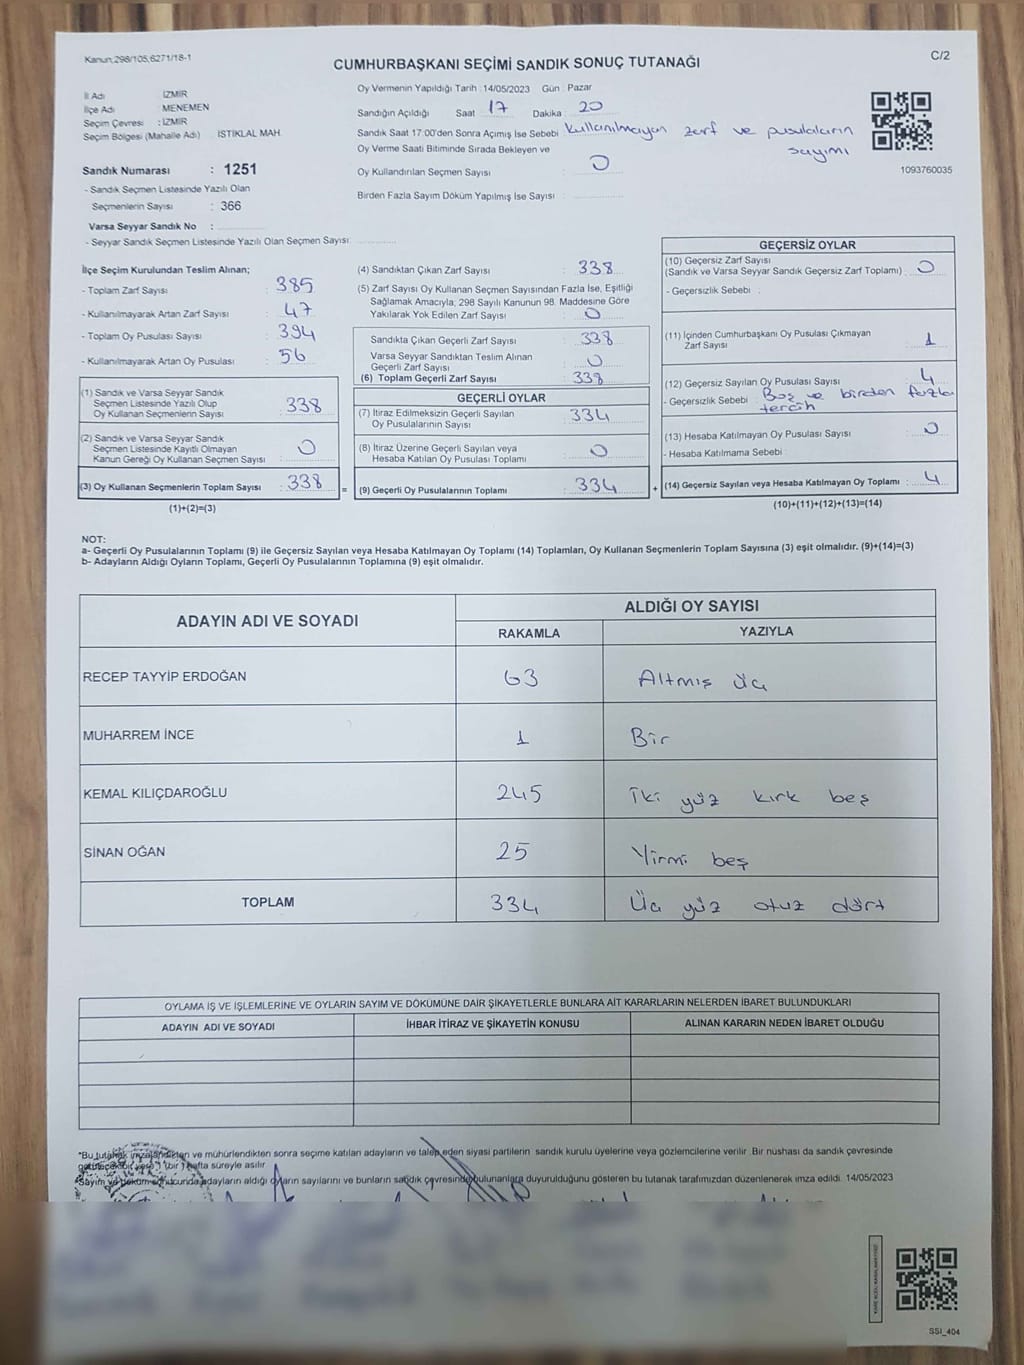 Kanun;298/105,6271/18-1
C/2
CUMHURBAŞKANI SEÇİMİ SANDIK SONUÇ TUTANAĞI
İl Adı : İZMİR
İlçe Adı : MENEMEN
Seçim Çevresi : İZMİR
Seçim Bölgesi (Mahalle Adı) İSTİKLAL MAH.
Sandık Numarası : 1251
- Sandık Seçmen Listesinde Yazılı Olan
Seçmenlerin Sayısı : 366
Varsa Seyyar Sandık No :
- Seyyar Sandık Seçmen Listesinde Yazılı Olan Seçmen Sayısı:
Oy Vermenin Yapıldığı Tarih : 14/05/2023 Gün : Pazar
Sandığın Açıldığı Saat 17 Dakika 20
Sandık Saat 17:00'den Sonra Açımış İse Sebebi Kullanılmayan zarf ve pusulaların
sayımı
Oy Verme Saati Bitiminde Sırada Bekleyen ve
Oy Kullandırılan Seçmen Sayısı : 0
Birden Fazla Sayım Döküm Yapılmış İse Sayısı :
1093760035
İlçe Seçim Kurulundan Teslim Alınan;
- Toplam Zarf Sayısı : 385
- Kullanılmayarak Artan Zarf Sayısı : 47
- Toplam Oy Pusulası Sayısı : 394
- Kullanılmayarak Artan Oy Pusulası : 56
(1) Sandık ve Varsa Seyyar Sandık
Seçmen Listesinde Yazılı Olup
Oy Kullanan Seçmenlerin Sayısı : 338
(2) Sandık ve Varsa Seyyar Sandık
Seçmen Listesinde Kayıtlı Olmayan
Kanun Gereği Oy Kullanan Seçmen Sayısı : 0
(3) Oy Kullanan Seçmenlerin Toplam Sayısı : 338
(1)+(2)=(3)
(4) Sandıktan Çıkan Zarf Sayısı : 338
(5) Zarf Sayısı Oy Kullanan Seçmen Sayısından Fazla İse, Eşitliği
Sağlamak Amacıyla; 298 Sayılı Kanunun 98. Maddesine Göre
Yakılarak Yok Edilen Zarf Sayısı : 0
Sandıkta Çıkan Geçerli Zarf Sayısı : 338
Varsa Seyyar Sandıktan Teslim Alınan
Geçerli Zarf Sayısı : 0
(6) Toplam Geçerli Zarf Sayısı : 338
GEÇERLİ OYLAR
(7) İtiraz Edilmeksizin Geçerli Sayılan
Oy Pusulalarının Sayısı : 334
(8) İtiraz Üzerine Geçerli Sayılan veya
Hesaba Katılan Oy Pusulası Toplamı : 0
= (9) Geçerli Oy Pusulalarının Toplamı : 334 +
GEÇERSİZ OYLAR
(10) Geçersiz Zarf Sayısı
(Sandık ve Varsa Seyyar Sandık Geçersiz Zarf Toplamı) : 0
- Geçersizlik Sebebi :
(11) İçinden Cumhurbaşkanı Oy Pusulası Çıkmayan
Zarf Sayısı : 1
(12) Geçersiz Sayılan Oy Pusulası Sayısı : 4
- Geçersizlik Sebebi : Boş ve birden fazla
tercih
(13) Hesaba Katılmayan Oy Pusulası Sayısı : 0
- Hesaba Katılmama Sebebi :
(14) Geçersiz Sayılan veya Hesaba Katılmayan Oy Toplamı : 4
(10)+(11)+(12)+(13)=(14)
NOT:
a- Geçerli Oy Pusulalarının Toplamı (9) ile Geçersiz Sayılan veya Hesaba Katılmayan Oy Toplamı (14) Toplamları, Oy Kullanan Seçmenlerin Toplam Sayısına (3) eşit olmalıdır. (9)+(14)=(3)
b- Adayların Aldığı Oyların Toplamı, Geçerli Oy Pusulalarının Toplamına (9) eşit olmalıdır.
ADAYIN ADI VE SOYADI
ALDIĞI OY SAYISI
RAKAMLA YAZIYLA
RECEP TAYYİP ERDOĞAN 63 Altmış üç
MUHARREM İNCE 1 Bir
KEMAL KILIÇDAROĞLU 245 İki yüz kırk beş
SİNAN OĞAN 25 Yirmi beş
TOPLAM 334 Üç yüz otuz dört
OYLAMA İŞ VE İŞLEMLERİNE VE OYLARIN SAYIM VE DÖKÜMÜNE DAİR ŞİKAYETLERLE BUNLARA AİT KARARLARIN NELERDEN İBARET BULUNDUKLARI
ADAYIN ADI VE SOYADI İHBAR İTİRAZ VE ŞİKAYETİN KONUSU ALINAN KARARIN NEDEN İBARET OLDUĞU
*Bu tutanak imzalandıkten ve mühürlendikten sonra seçime katılan adayların ve talep eden siyasi partilerin sandık kurulu üyelerine veya gözlemcilerine verilir. Bir nüshası da sandık çevresinde
bir yere 1 (bir) hafta süreyle asılır.
*Sayım ve döküm sonucunda adayların aldığı oyların sayılarını ve bunların sandık çevresinde bulunanlara duyurulduğunu gösteren bu tutanak tarafımızdan düzenlenerek imza edildi. 14/05/2023
SSI_404